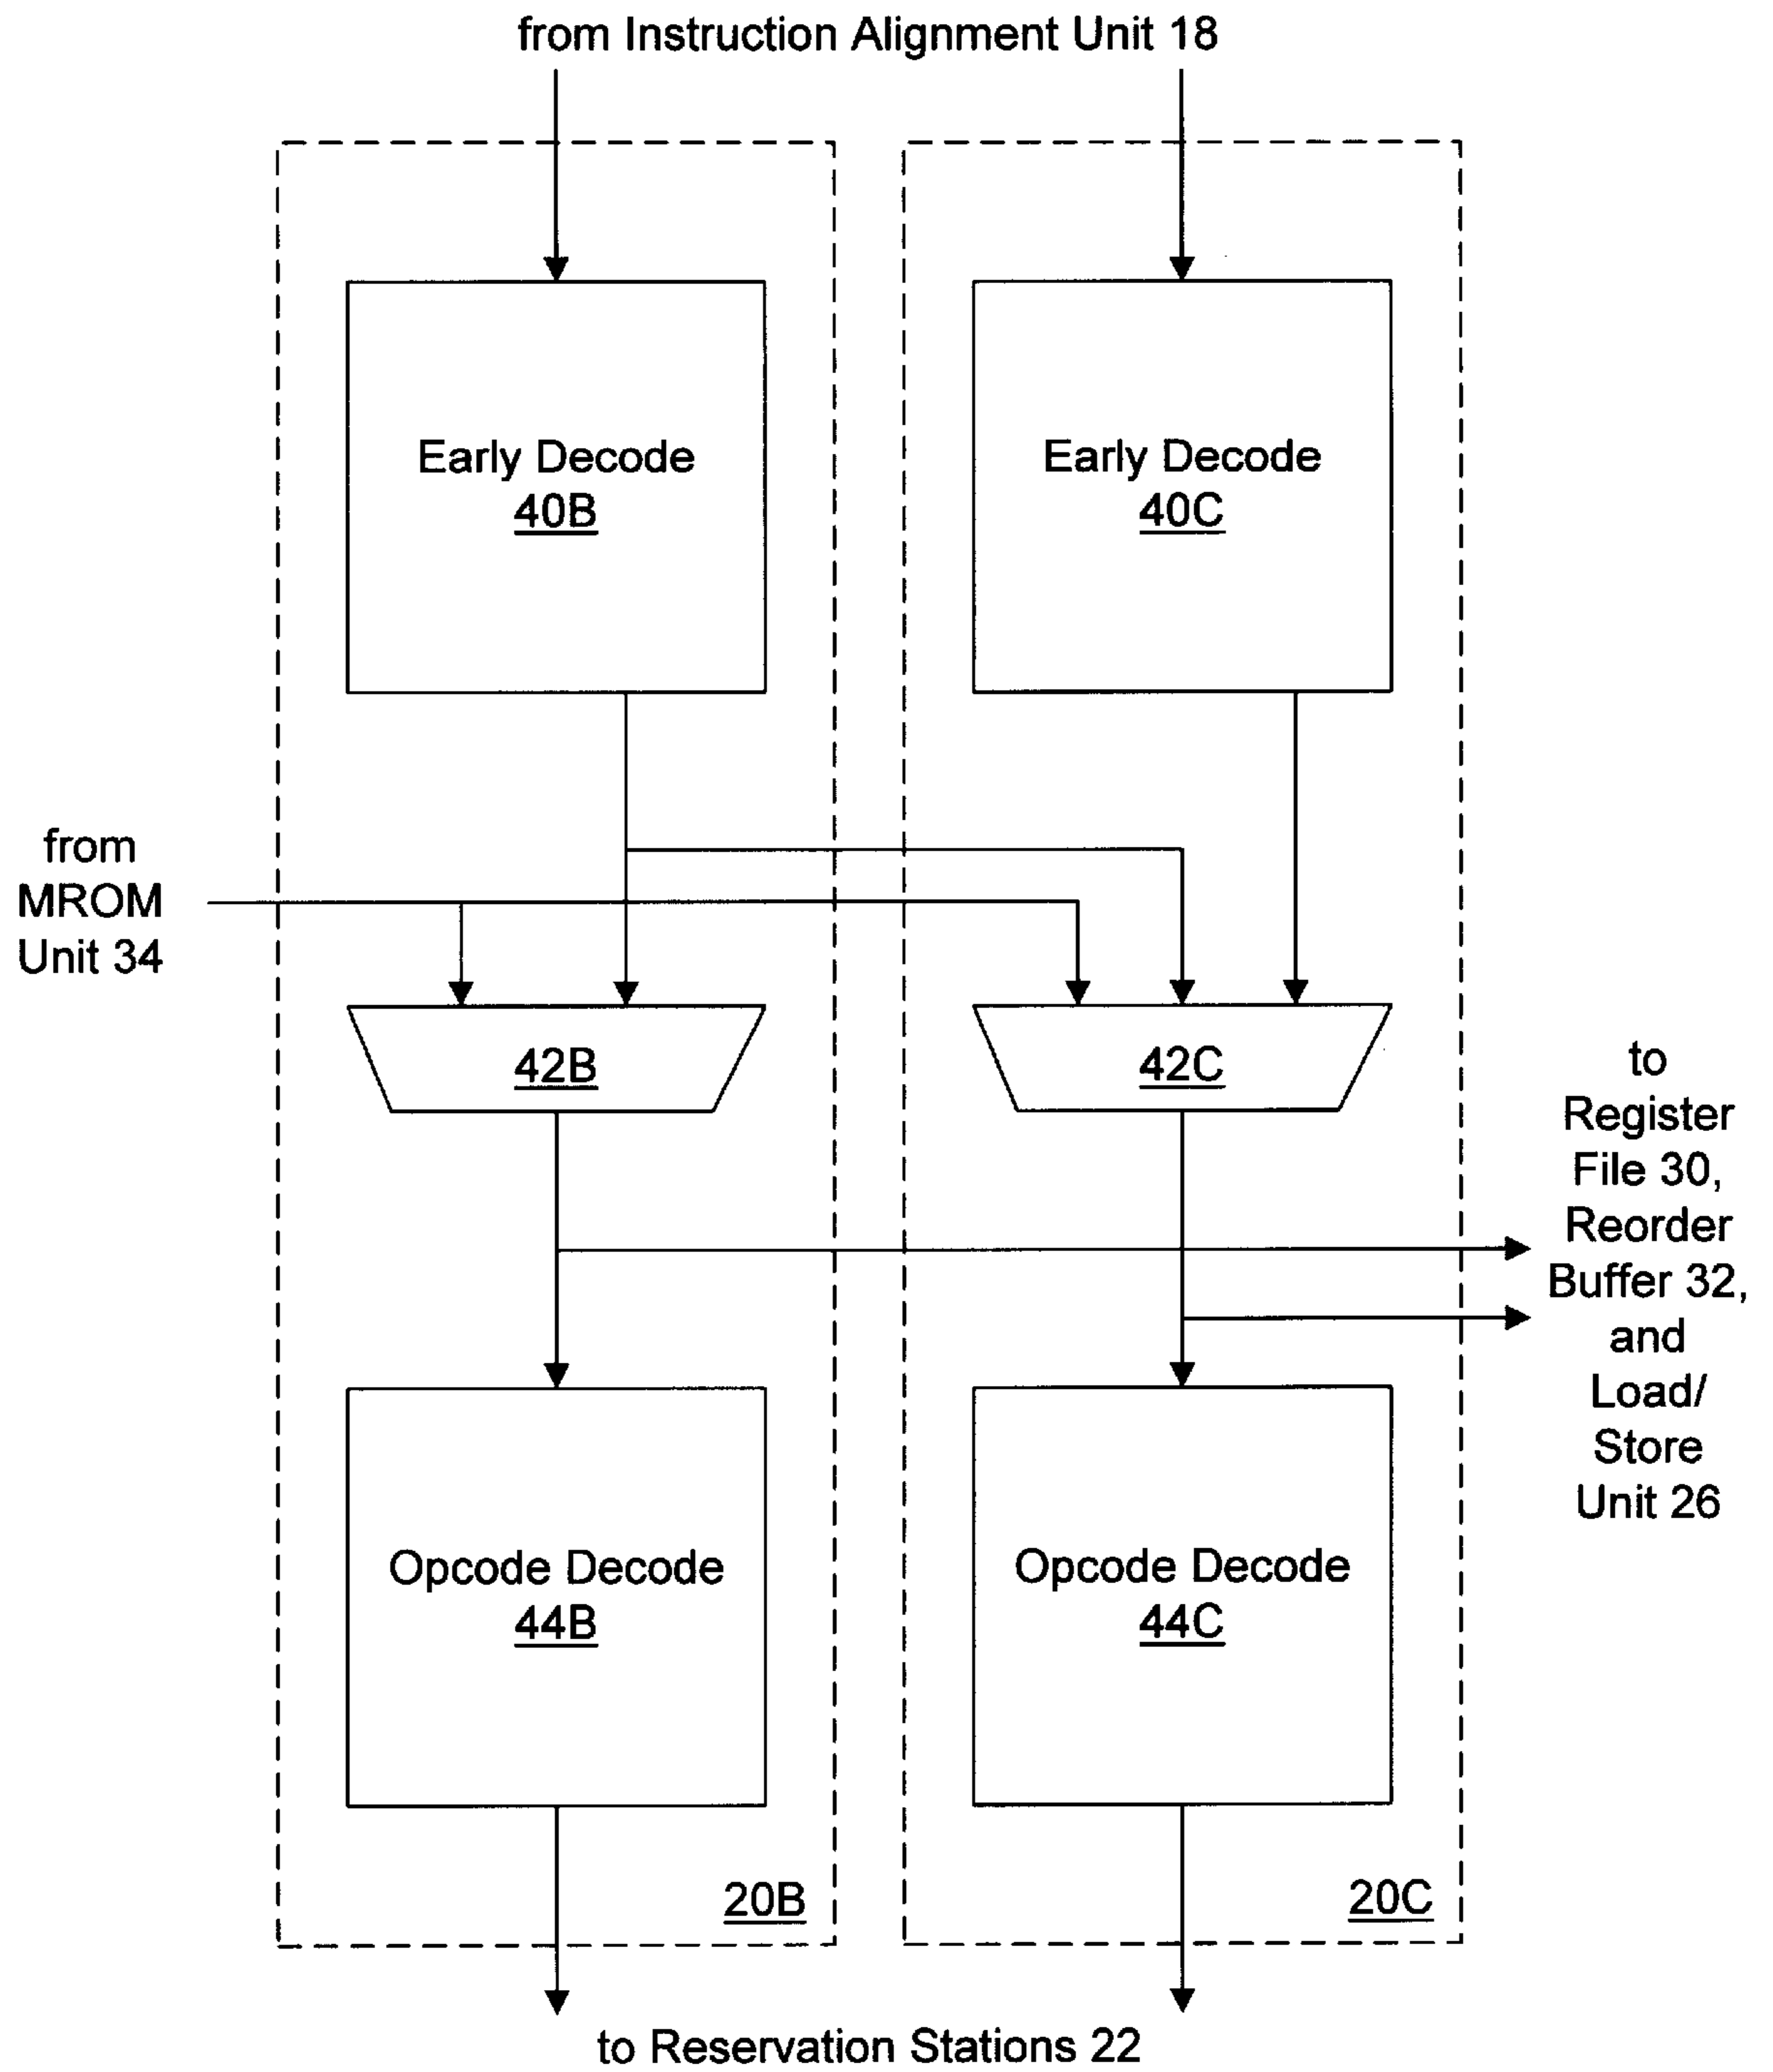 from Instruction Alignment Unit 18
Early Decode
40B
Early Decode
40C
from
MROM
Unit 34
42B
42C
to
Register
File 30,
Reorder
Buffer 32,
and
Load/
Store
Unit 26
Opcode Decode
44B
Opcode Decode
44C
20B
20C
to Reservation Stations 22